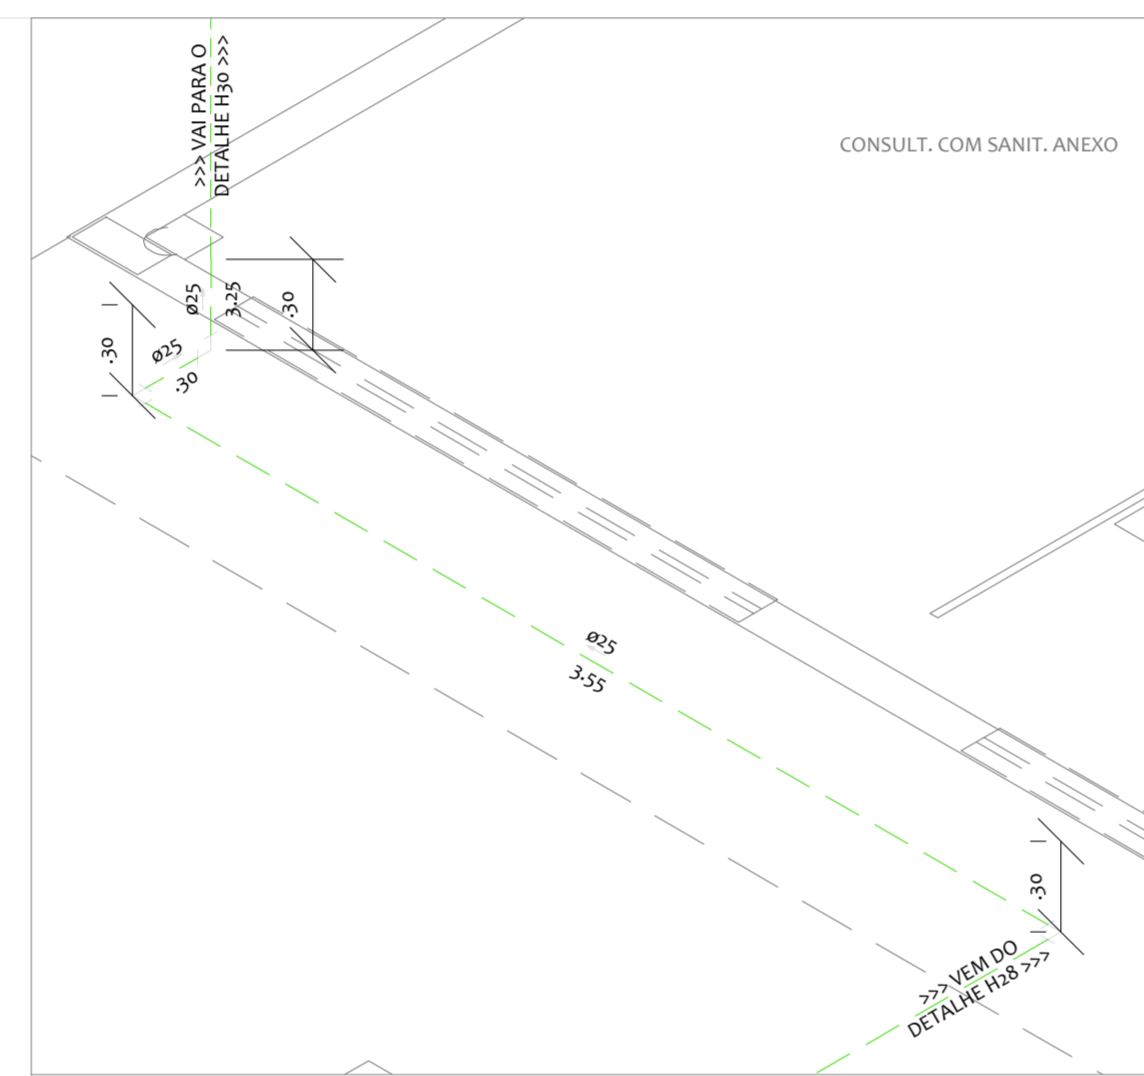 >>> VAI PARA O
DETALHE H30 >>>
CONSULT. COM SANIT. ANEXO
ø25
3.25
.30
.30
ø25
.30
ø25
3.55
.30
>>> VEM DO
DETALHE H28 >>>